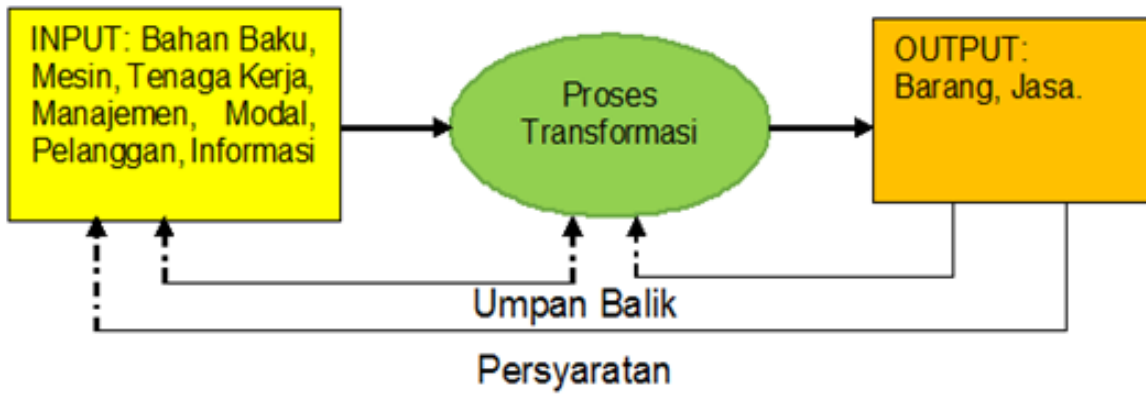 INPUT: Bahan Baku,
Mesin, Tenaga Kerja,
Manajemen, Modal,
Pelanggan, Informasi
Proses
Transformasi
OUTPUT:
Barang, Jasa.
Umpan Balik
Persyaratan